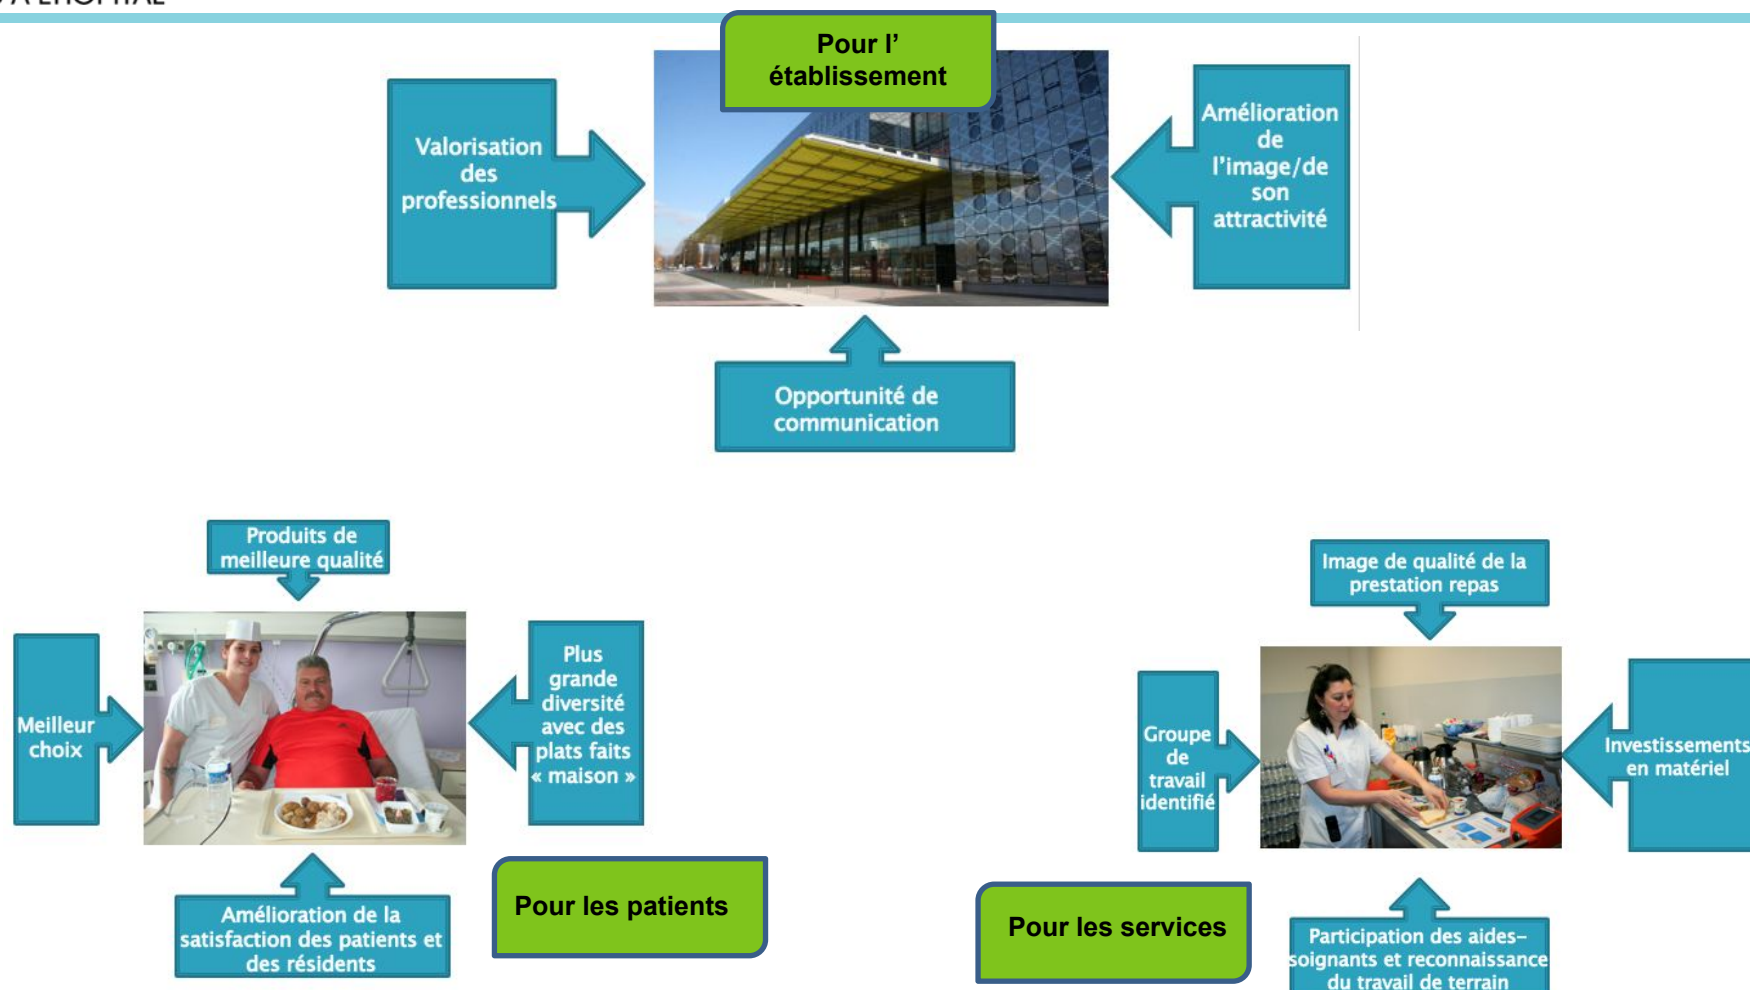 Pour l’
établissement
Valorisation
des
professionnels
Amélioration
de
l'image/de
son
attractivité
Opportunité de
communication
Produits de
meilleure qualité
Meilleur
choix
Plus
grande
diversité
avec des
plats faits
« maison »
Amélioration de la
satisfaction des patients et
des résidents
Pour les patients
Image de qualité de la
prestation repas
Groupe
de
travail
identifié
Investissements
en matériel
Pour les services
Participation des aides-
soignants et reconnaissance
du travail de terrain